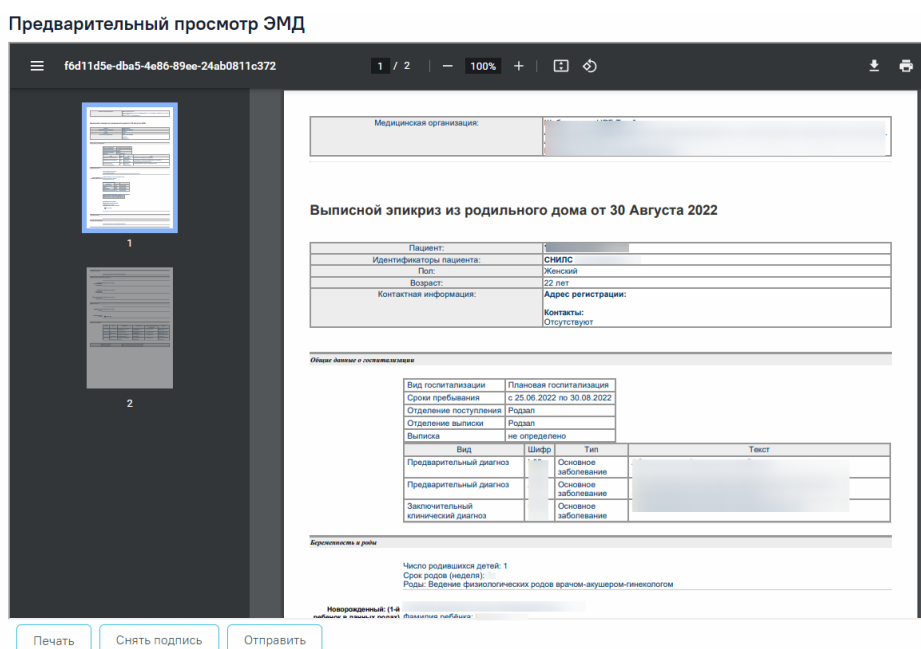 Предварительный просмотр ЭМД
f6d11d5e-dba5-4e86-89ee-24ab0811c372 1 / 2 100%
1
2
Медицинская организация:
Выписной эпикриз из родильного дома от 30 Августа 2022
Пациент:
Идентификаторы пациента: СНИЛС
Пол: Женский
Возраст: 22 лет
Контактная информация: Адрес регистрации:
Контакты:
Отсутствуют
Общие данные о госпитализации
Вид госпитализации Плановая госпитализация
Сроки пребывания с 25.06.2022 по 30.08.2022
Отделение поступления Родзал
Отделение выписки Родзал
Выписка не определено
Вид Шифр Тип Текст
Предварительный диагноз Основное
заболевание
Предварительный диагноз Основное
заболевание
Заключительный Основное
клинический диагноз заболевание
Беременность и роды
Число родившихся детей: 1
Срок родов (неделя):
Роды: Ведение физиологических родов врачом-акушером-гинекологом
Новорожденный: (1-й
ребенок в данных родах) Фамилия ребёнка:
Печать Снять подпись Отправить